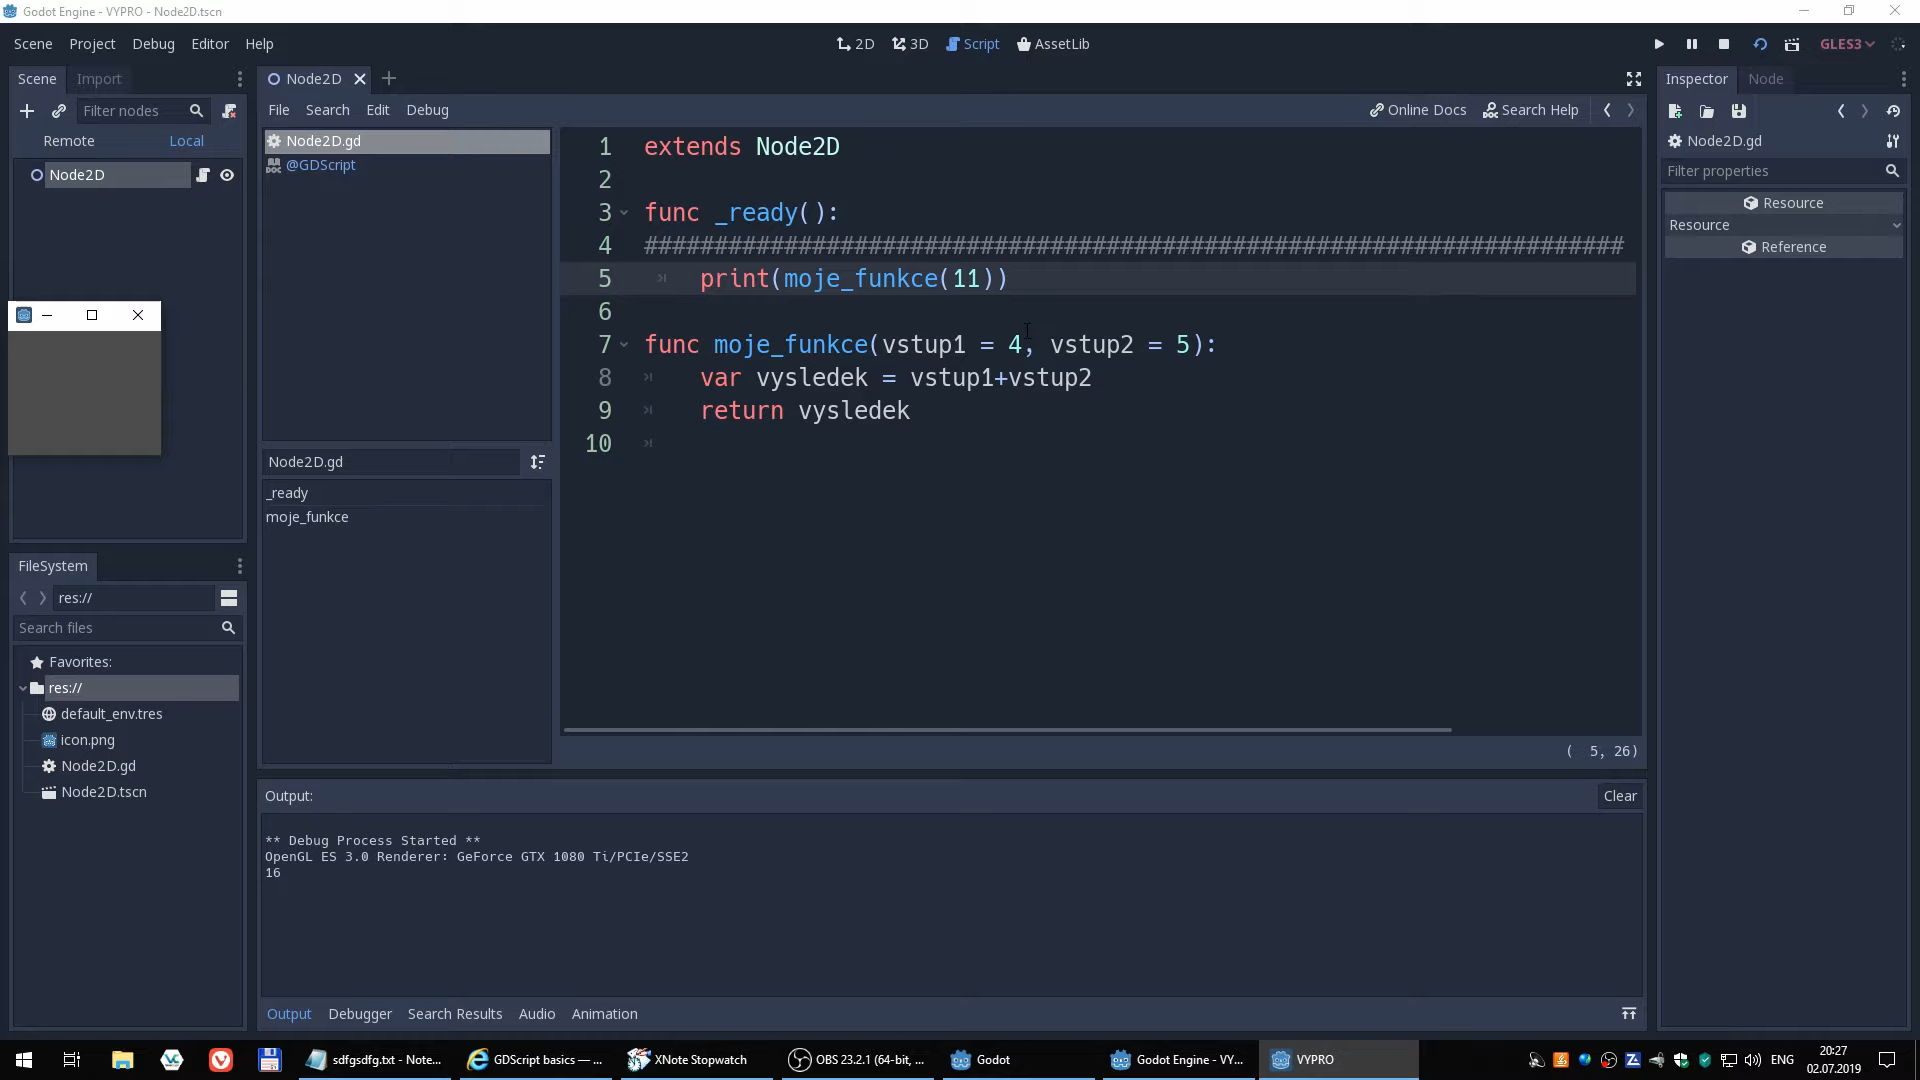 Godot Engine - VYPRO - Node2D.tscn
Scene Project Debug Editor Help
2D 3D Script AssetLib
GLES3
Scene Import
Node2D
Inspector Node
Filter nodes
File Search Edit Debug
Online Docs Search Help
Remote Local
Node2D
Node2D.gd
@GDScript
1 extends Node2D
2
3 func _ready():
4 ######################################################################
5 print(moje_funkce(11))
6
7 func moje_funkce(vstup1 = 4, vstup2 = 5):
8 var vysledek = vstup1+vstup2
9 return vysledek
10
Node2D.gd
Filter properties
Resource
Resource
Reference
Node2D.gd
_ready
moje_funkce
( 5, 26)
FileSystem
res://
Search files
Favorites:
res://
default_env.tres
icon.png
Node2D.gd
Node2D.tscn
Output:
Clear
** Debug Process Started **
OpenGL ES 3.0 Renderer: GeForce GTX 1080 Ti/PCIe/SSE2
16
Output Debugger Search Results Audio Animation
sdfgsdfg.txt - Note...
GDScript basics — ...
XNote Stopwatch
OBS 23.2.1 (64-bit, ...
Godot
Godot Engine - VY...
VYPRO
ENG
20:27
02.07.2019